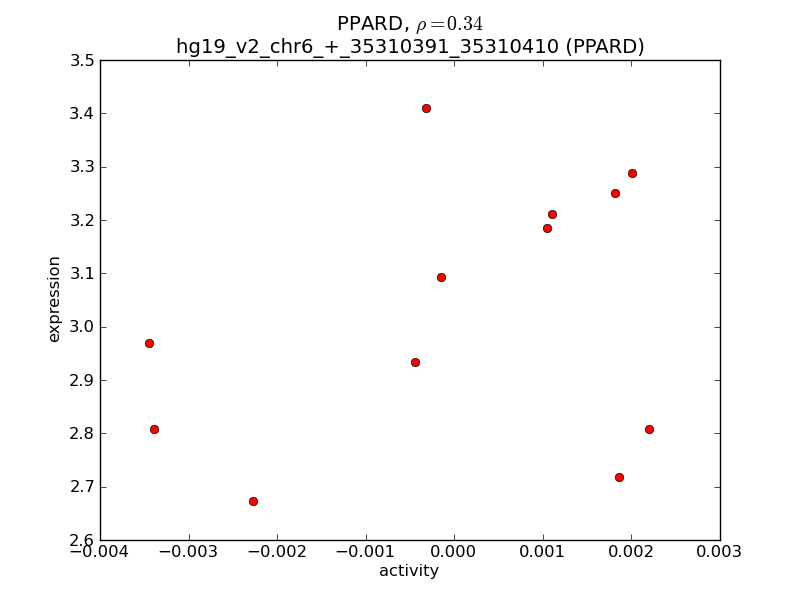 PPARD, ρ=0.34
hg19_v2_chr6_+_35310391_35310410 (PPARD)
3.5
3.4
3.3
3.2
3.1
3.0
2.9
2.8
2.7
2.6
expression
−0.004 −0.003 −0.002 −0.001 0.000 0.001 0.002 0.003
activity